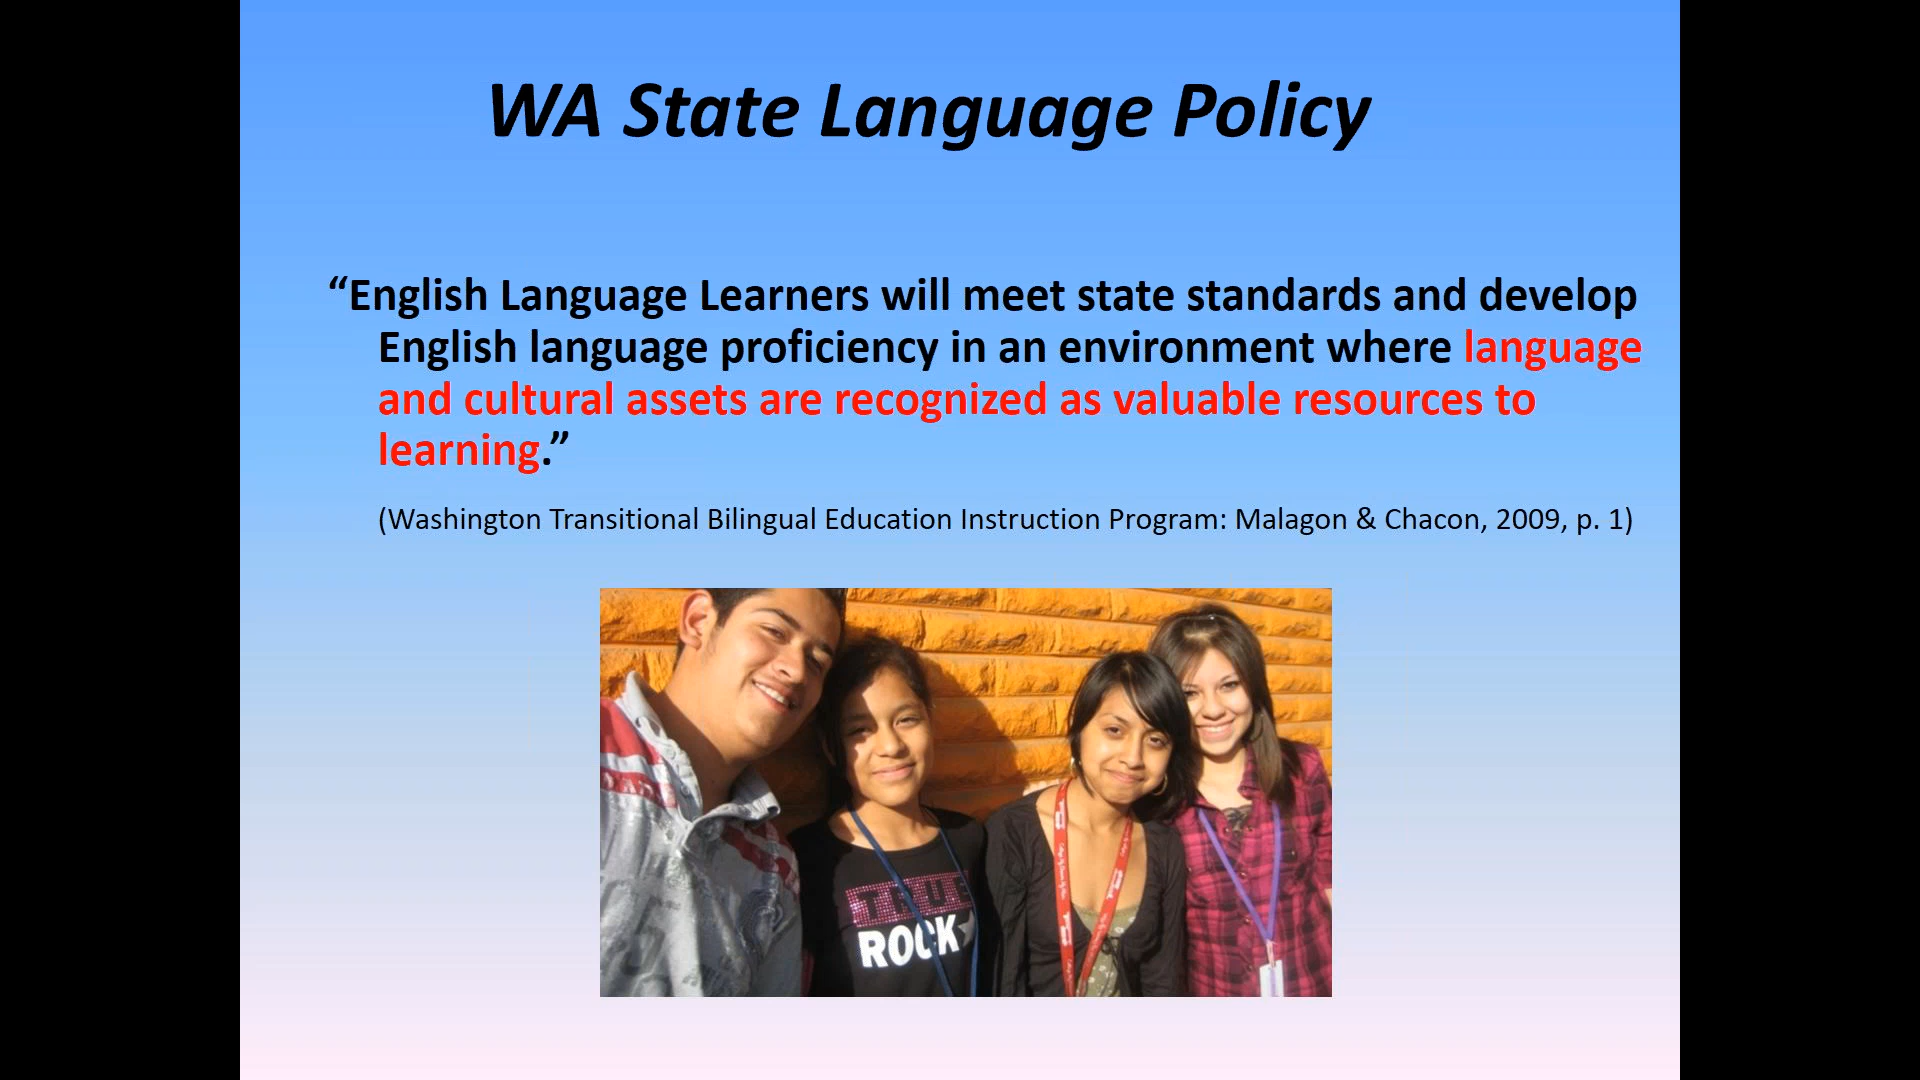 WA State Language Policy
“English Language Learners will meet state standards and develop
English language proficiency in an environment where language
and cultural assets are recognized as valuable resources to
learning.”
(Washington Transitional Bilingual Education Instruction Program: Malagon & Chacon, 2009, p. 1)
TRUE
ROCK